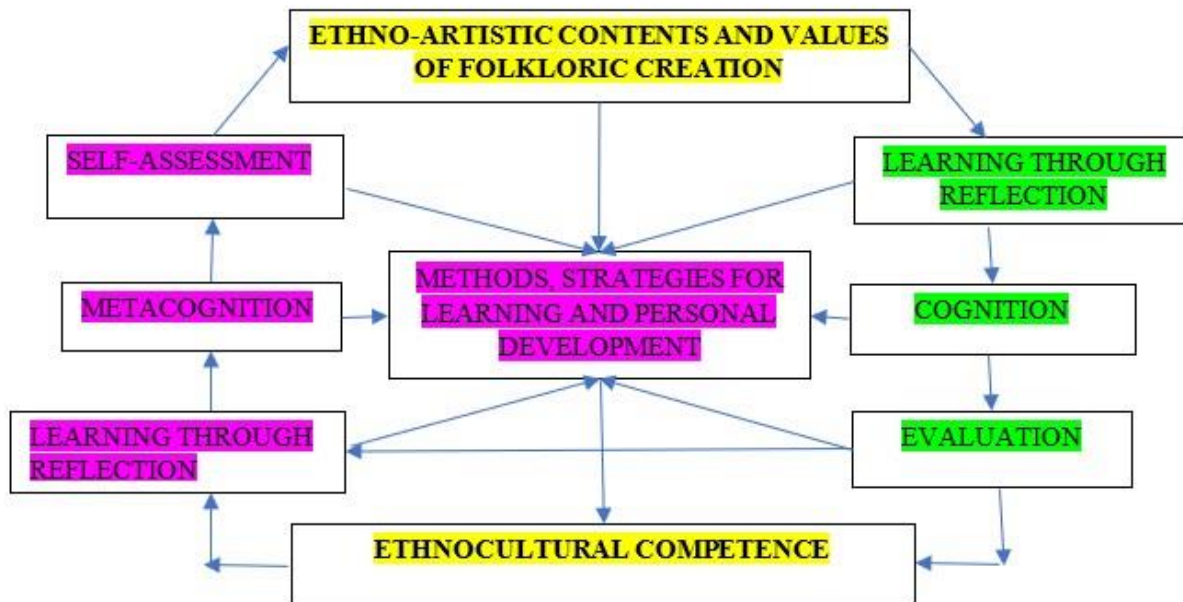 ETHNO-ARTISTIC CONTENTS AND VALUES
OF FOLKLORIC CREATION
SELF-ASSESSMENT
LEARNING THROUGH
REFLECTION
METHODS, STRATEGIES FOR
LEARNING AND PERSONAL
DEVELOPMENT
METACOGNITION
COGNITION
LEARNING THROUGH
REFLECTION
EVALUATION
ETHNOCULTURAL COMPETENCE